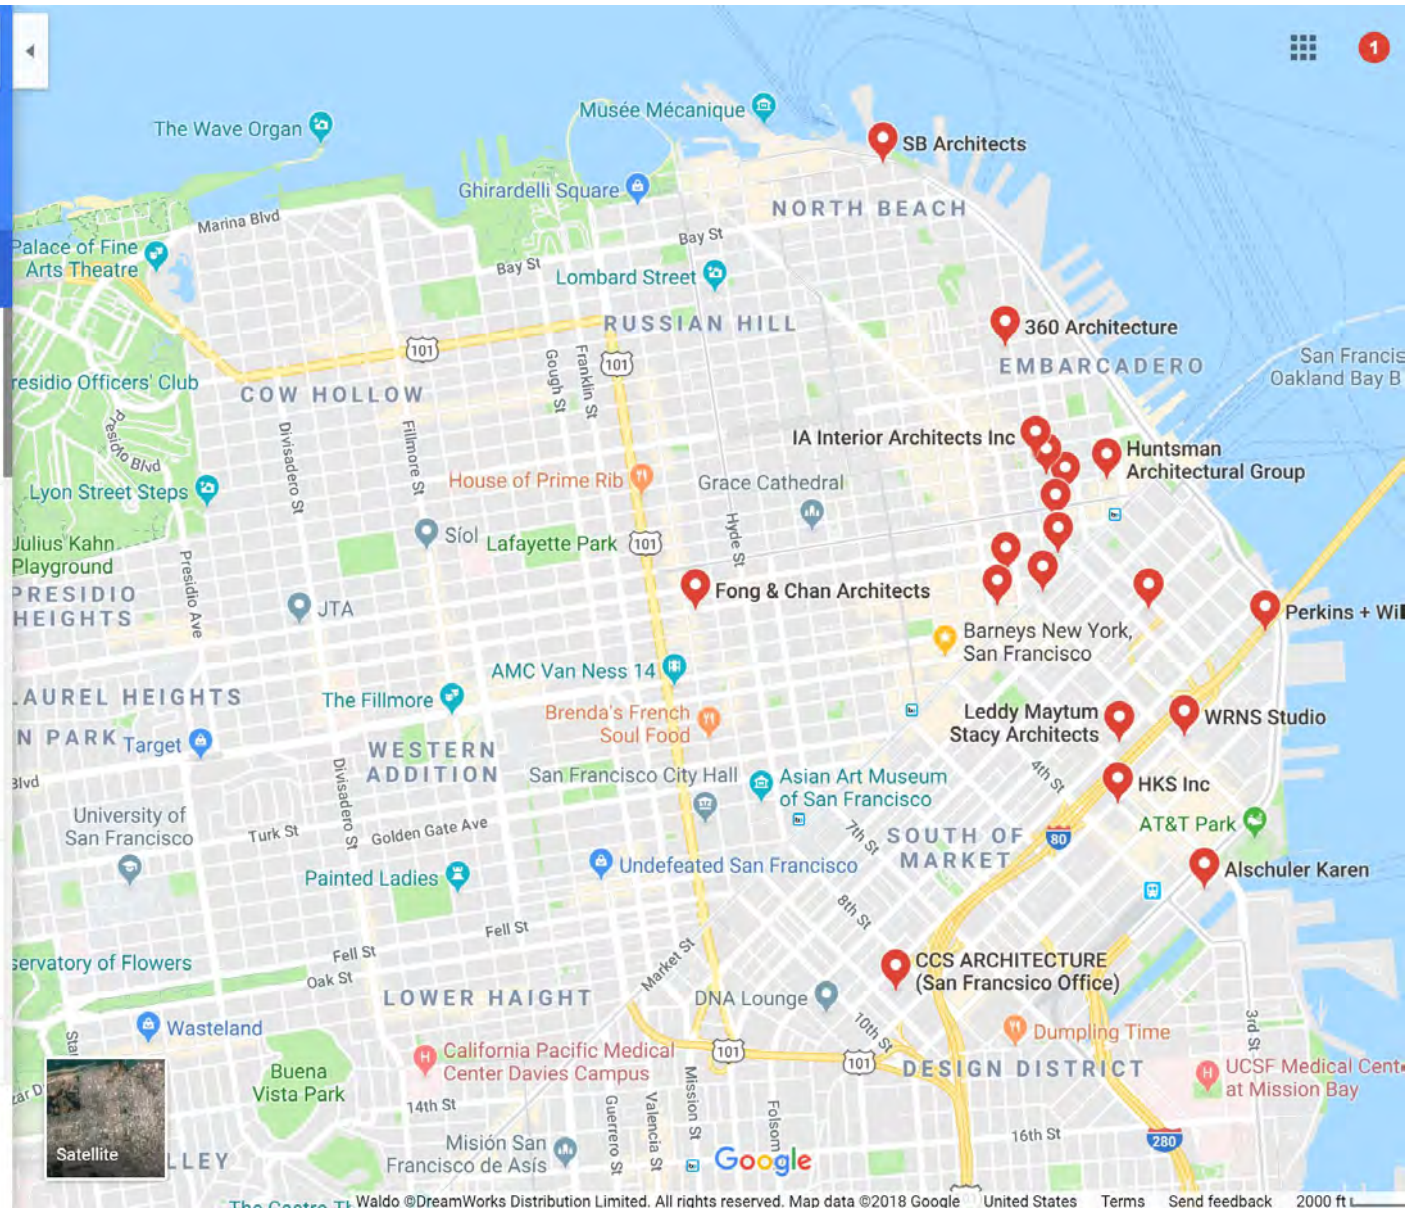 1
Musée Mécanique
The Wave Organ
SB Architects
Ghirardelli Square
NORTH BEACH
Marina Blvd
Bay St
Palace of Fine
Arts Theatre
Bay St
Lombard Street
RUSSIAN HILL
360 Architecture
101
101
EMBARCADERO
San Francis
Oakland Bay B
residio Officers' Club
COW HOLLOW
Gough St
Franklin St
Presidio Blvd
Divisadero St
Fillmore St
IA Interior Architects Inc
Huntsman
Architectural Group
House of Prime Rib
Grace Cathedral
Lyon Street Steps
Hyde St
Síol
Lafayette Park
101
Julius Kahn
Playground
Presidio Ave
PRESIDIO
HEIGHTS
JTA
Fong & Chan Architects
Perkins + Wil
Barneys New York,
San Francisco
AMC Van Ness 14
LAUREL HEIGHTS
The Fillmore
Brenda's French
Soul Food
Leddy Maytum
Stacy Architects
WRNS Studio
N PARK
Target
WESTERN
ADDITION
San Francisco City Hall
Asian Art Museum
of San Francisco
4th St
HKS Inc
Blvd
Divisadero St
University of
San Francisco
Turk St
Golden Gate Ave
7th St
SOUTH OF
MARKET
80
AT&T Park
Undefeated San Francisco
Painted Ladies
Alschuler Karen
8th St
Fell St
Fell St
Market St
CCS ARCHITECTURE
(San Francsico Office)
servatory of Flowers
Oak St
LOWER HAIGHT
DNA Lounge
10th St
3rd St
Wasteland
Dumpling Time
101
101
California Pacific Medical
Center Davies Campus
DESIGN DISTRICT
UCSF Medical Cent
at Mission Bay
Buena
Vista Park
14th St
Guerrero St
Valencia St
Mission St
Folsom
16th St
280
Misión San
Francisco de Asís
Satellite
LLEY
Google
Waldo ©DreamWorks Distribution Limited. All rights reserved. Map data ©2018 Google United States Terms Send feedback 2000 ft